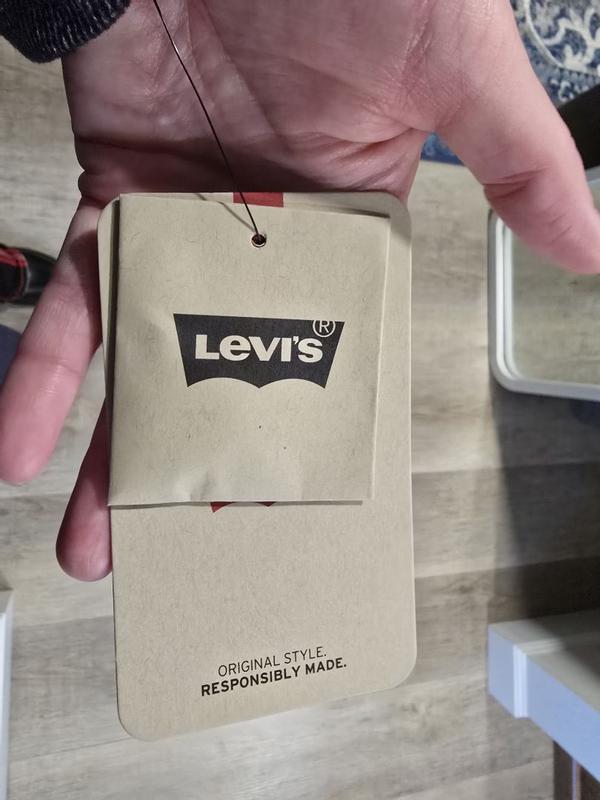 Levi's®
ORIGINAL STYLE.
RESPONSIBLY MADE.